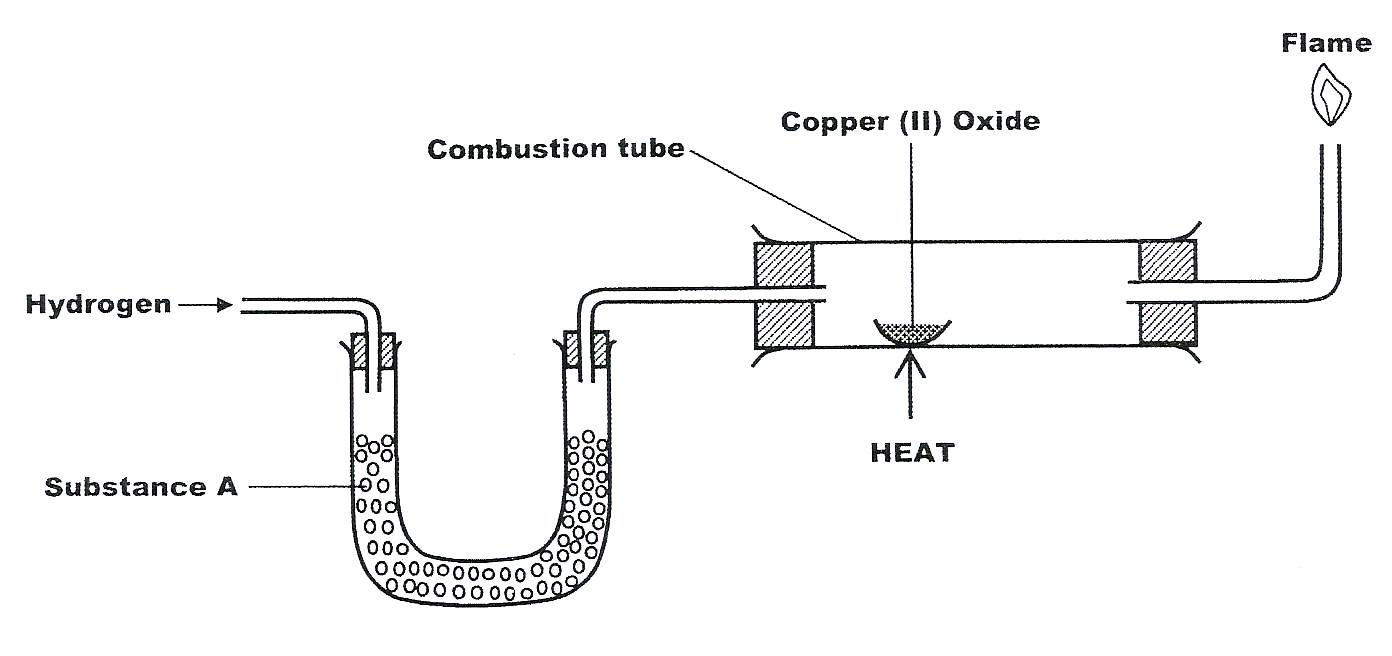 Flame
Copper (II) Oxide
Combustion tube
Hydrogen
HEAT
Substance A